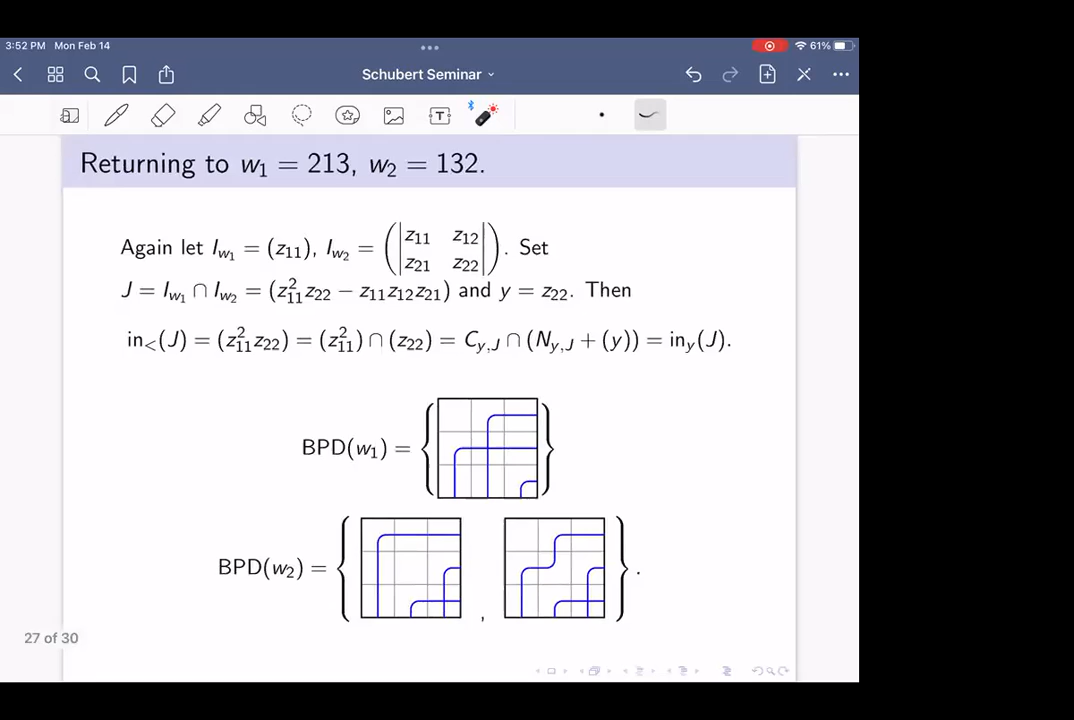 3:52 PM Mon Feb 14
61%
Schubert Seminar
T
Returning to w₁ = 213, w₂ = 132.
Again let I_{w₁} = (z₁₁), I_{w₂} = (|z₁₁ z₁₂ z₂₁ z₂₂|). Set
J = I_{w₁} ∩ I_{w₂} = (z₁₁²z₂₂ − z₁₁z₁₂z₂₁) and y = z₂₂. Then
in_<(J) = (z₁₁²z₂₂) = (z₁₁²) ∩ (z₂₂) = C_{y,J} ∩ (N_{y,J} + (y)) = in_y(J).
BPD(w₁) = { }
BPD(w₂) = { , } .
27 of 30